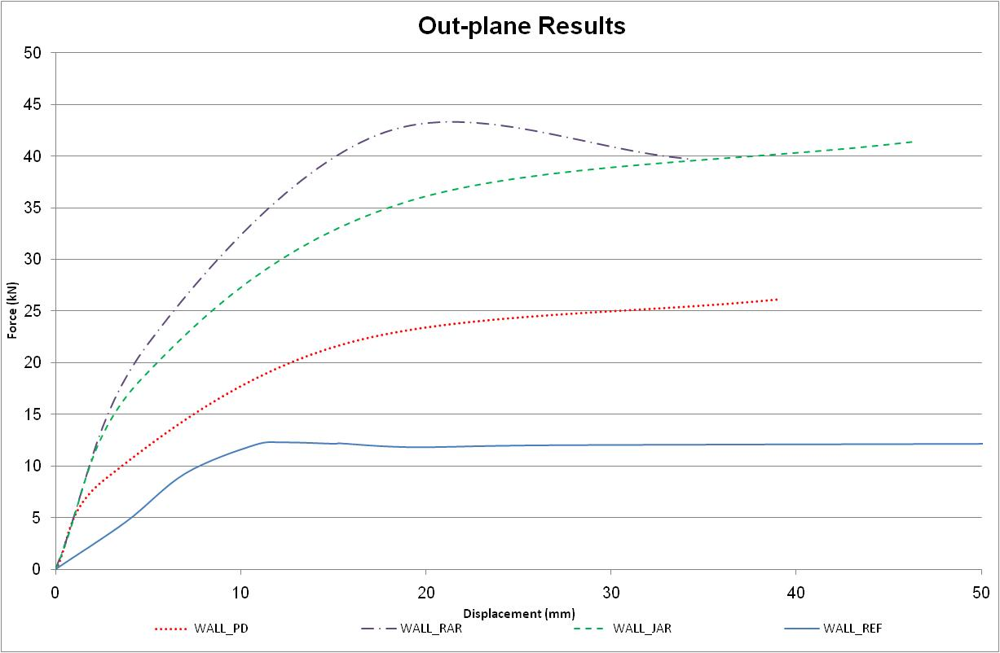 Out-plane Results
50
45
40
35
30
25
20
15
10
5
0
Force (kN)
0 10 20 30 40 50
Displacement (mm)
WALL_PD WALL_RAR WALL_JAR WALL_REF